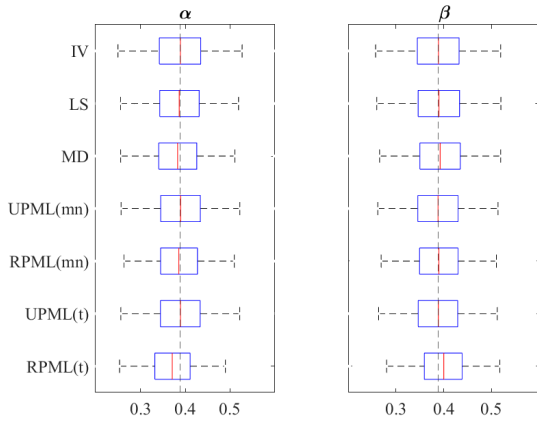 α β
IV
LS
MD
UPML(mn)
RPML(mn)
UPML(t)
RPML(t)
0.3 0.4 0.5 0.3 0.4 0.5